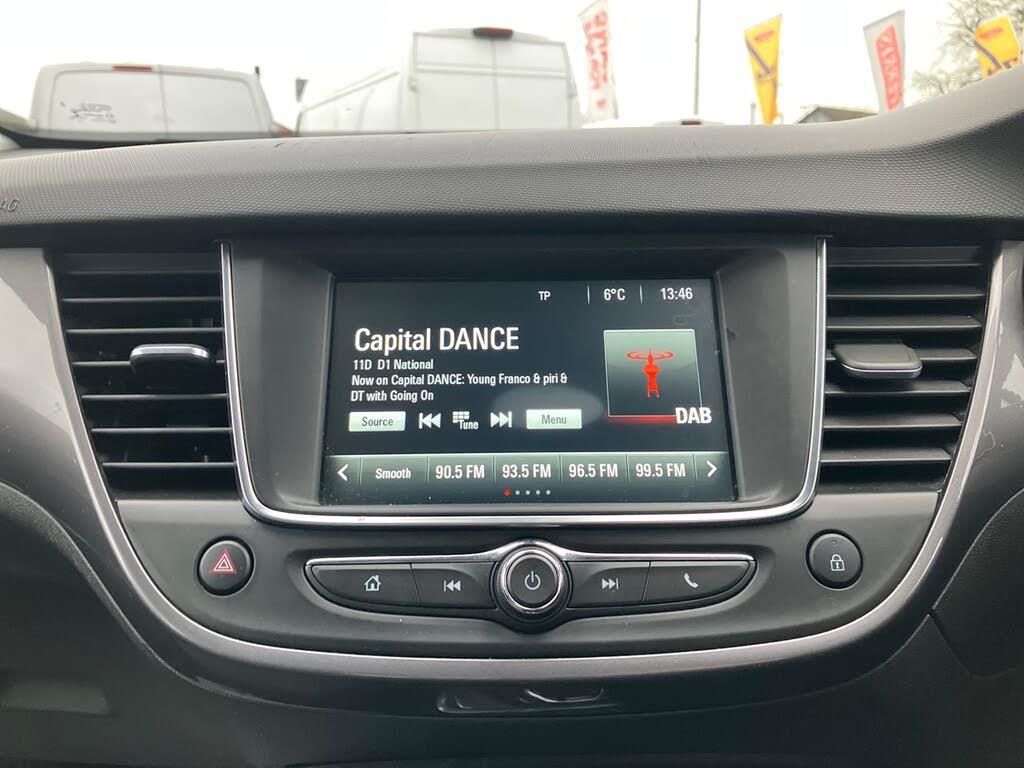 AG
TP 6°C 13:46
Capital DANCE
11D D1 National
Now on Capital DANCE: Young Franco & piri &
DT with Going On
DAB
Source Tune Menu
Smooth 90.5 FM 93.5 FM 96.5 FM 99.5 FM